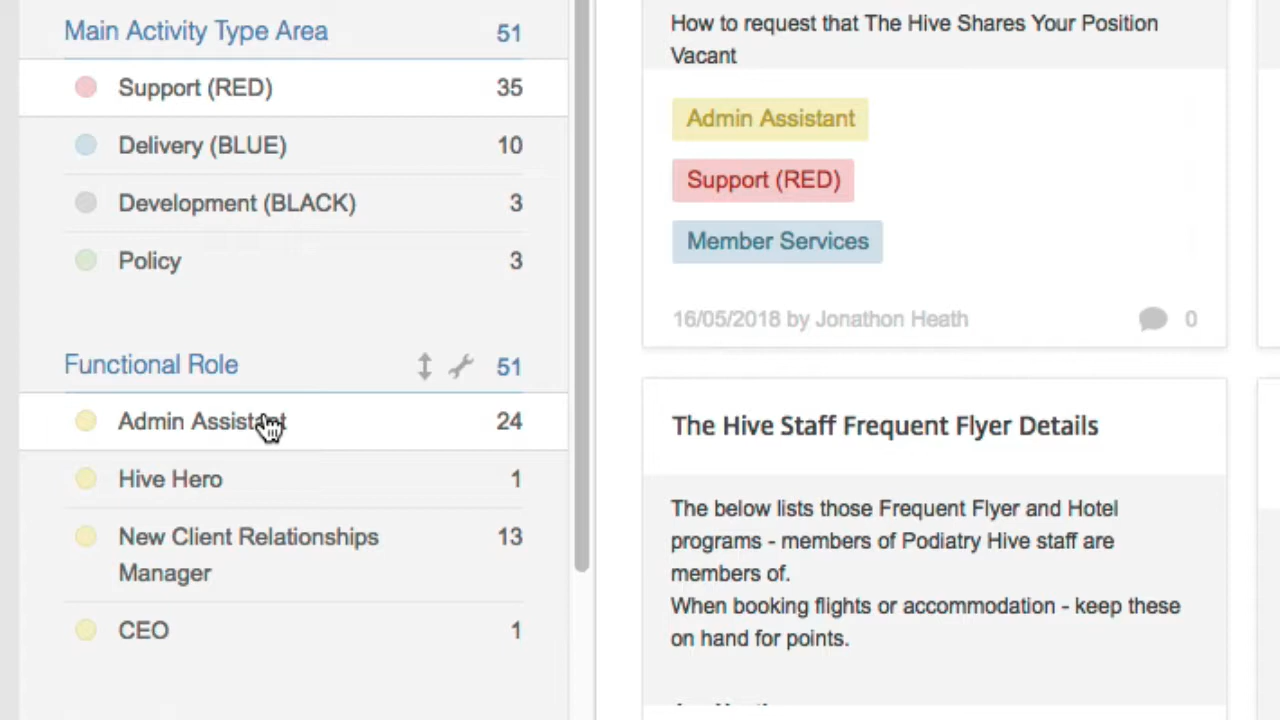 Main Activity Type Area 51
Support (RED) 35
Delivery (BLUE) 10
Development (BLACK) 3
Policy 3
Functional Role 51
Admin Assistant 24
Hive Hero 1
New Client Relationships
Manager 13
CEO 1
How to request that The Hive Shares Your Position
Vacant
Admin Assistant
Support (RED)
Member Services
16/05/2018 by Jonathon Heath 0
The Hive Staff Frequent Flyer Details
The below lists those Frequent Flyer and Hotel
programs - members of Podiatry Hive staff are
members of.
When booking flights or accommodation - keep these
on hand for points.